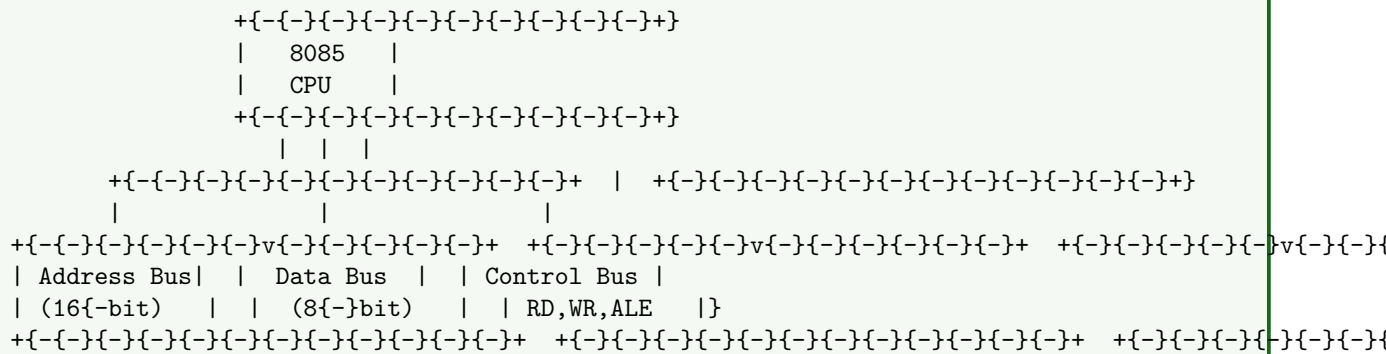 +{-{-}{-}{-}{-}{-}{-}{-}{-}{-}+}
|   8085   |
|   CPU    |
+{-{-}{-}{-}{-}{-}{-}{-}{-}{-}+}
|  |  |
+{-{-}{-}{-}{-}{-}{-}{-}{-}{-}{-}+  |  +{-}{-}{-}{-}{-}{-}{-}{-}{-}{-}{-}{-}+}
|              |               |
+{-{-}{-}{-}{-}{-}v{-}{-}{-}{-}{-}+  +{-}{-}{-}{-}{-}v{-}{-}{-}{-}{-}{-}+  +{-}{-}{-}{-}{-}v{-}{-}{
| Address Bus|  |  Data Bus  |  | Control Bus |
| (16{-bit)   |  |  (8{-}bit)   |  | RD,WR,ALE   |}
+{-{-}{-}{-}{-}{-}{-}{-}{-}{-}{-}{-}+  +{-}{-}{-}{-}{-}{-}{-}{-}{-}{-}{-}{-}+  +{-}{-}{-}{-}{-}{-}{